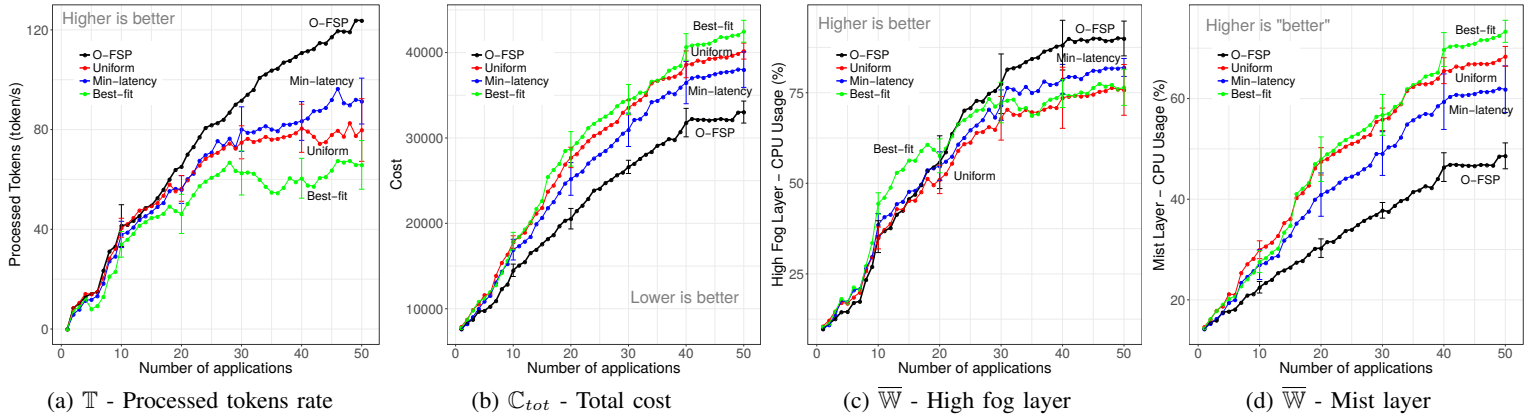 Higher is better
O−FSP
O−FSP
Uniform
Min−latency
Best−fit
Min−latency
Uniform
Best−fit
120
80
40
0
0
10
20
30
40
50
Processed Tokens (token/s)
Number of applications
(a) 𝕋 - Processed tokens rate
Best−fit
Uniform
O−FSP
Uniform
Min−latency
Best−fit
Min−latency
O−FSP
Lower is better
40000
30000
20000
10000
0
10
20
30
40
50
Cost
Number of applications
(b) ℂtot - Total cost
Higher is better
O−FSP
O−FSP
Uniform
Min−latency
Best−fit
Min−latency
Best−fit
Uniform
75
50
25
0
10
20
30
40
50
High Fog Layer − CPU Usage (%)
Number of applications
(c) 𝕎̅ - High fog layer
Higher is "better"
Best−fit
O−FSP
Uniform
Min−latency
Best−fit
Uniform
Min−latency
O−FSP
60
40
20
0
10
20
30
40
50
Mist Layer − CPU Usage (%)
Number of applications
(d) 𝕎̅ - Mist layer